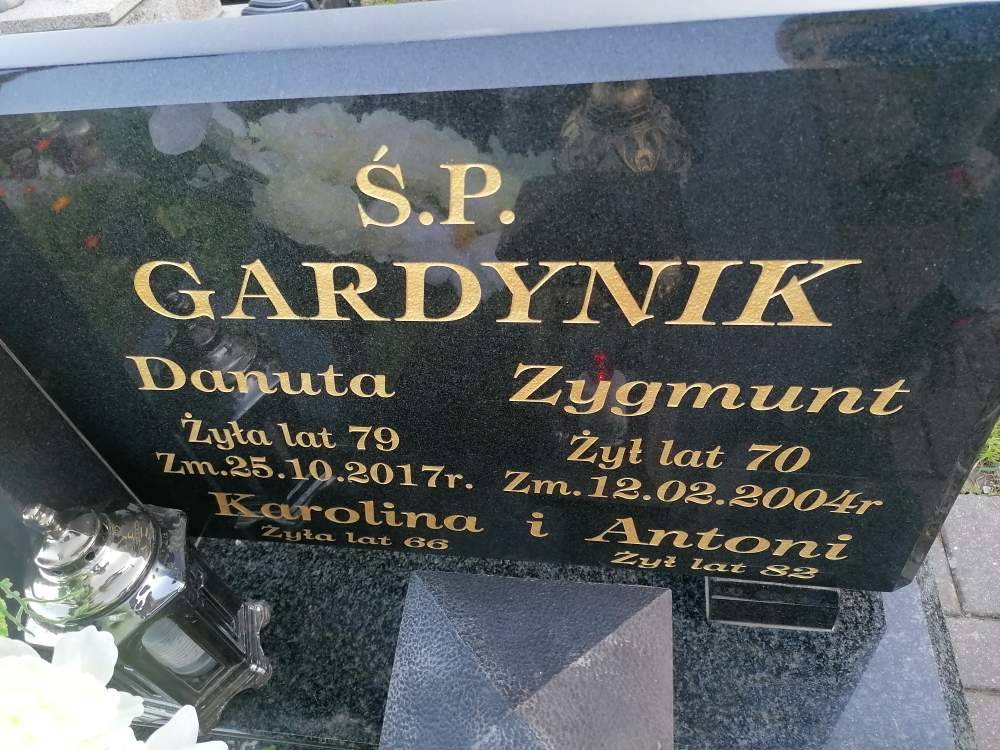 Ś.P.
GARDYNIK
Danuta Zygmunt
Żyła lat 79 Żył lat 70
Zm.25.10.2017r. Zm.12.02.2004r
Karolina i Antoni
Żyła lat 66 Żył lat 82